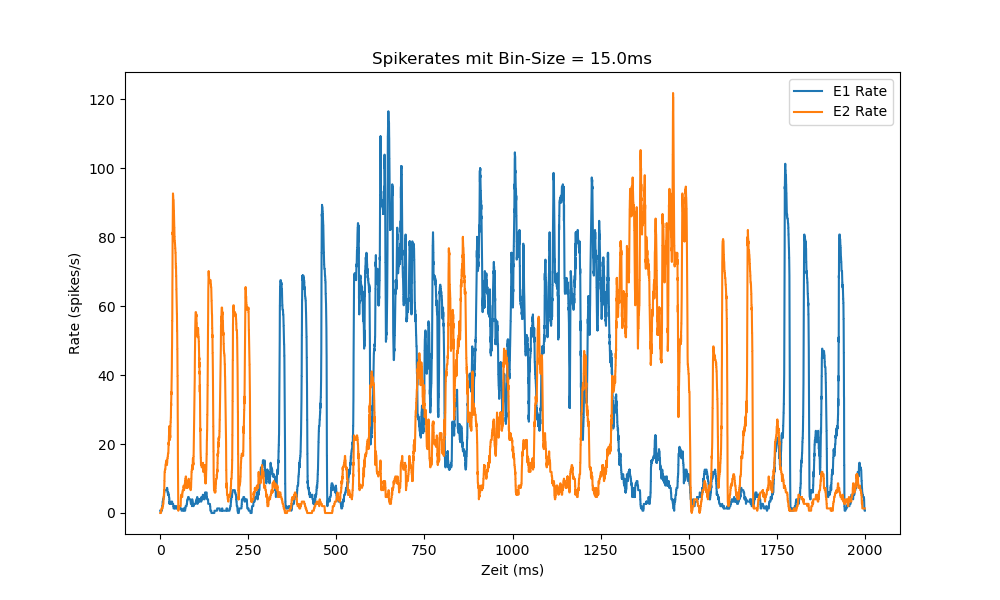 Spikerates mit Bin-Size = 15.0ms
E1 Rate
E2 Rate
120
100
80
60
40
20
0
Rate (spikes/s)
0 250 500 750 1000 1250 1500 1750 2000
Zeit (ms)